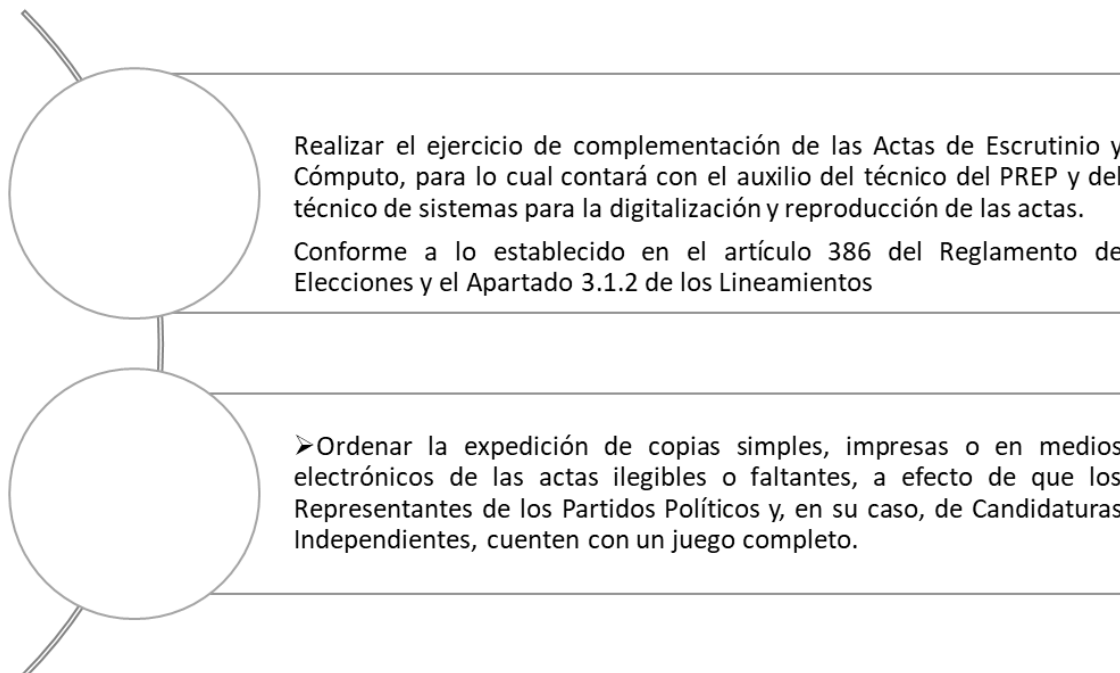 Realizar el ejercicio de complementación de las Actas de Escrutinio y
Cómputo, para lo cual contará con el auxilio del técnico del PREP y del
técnico de sistemas para la digitalización y reproducción de las actas.
Conforme a lo establecido en el artículo 386 del Reglamento de
Elecciones y el Apartado 3.1.2 de los Lineamientos
➢Ordenar la expedición de copias simples, impresas o en medios
electrónicos de las actas ilegibles o faltantes, a efecto de que los
Representantes de los Partidos Políticos y, en su caso, de Candidaturas
Independientes, cuenten con un juego completo.